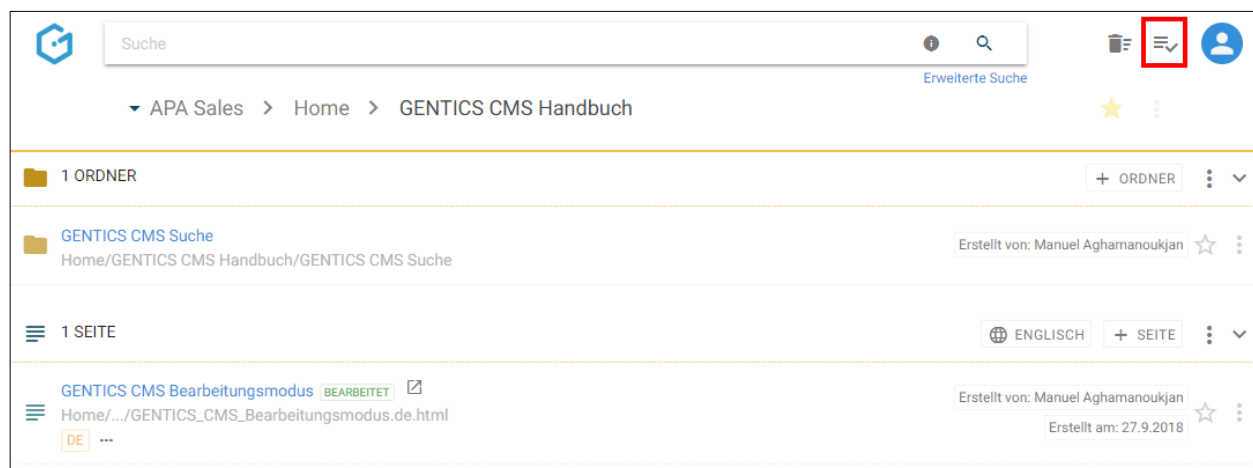 Suche
Erweiterte Suche
APA Sales > Home > GENTICS CMS Handbuch
1 ORDNER
+ ORDNER
GENTICS CMS Suche
Home/GENTICS CMS Handbuch/GENTICS CMS Suche
Erstellt von: Manuel Aghamanoukjan
1 SEITE
ENGLISCH
+ SEITE
GENTICS CMS Bearbeitungsmodus BEARBEITET
Home/.../GENTICS_CMS_Bearbeitungsmodus.de.html
DE ...
Erstellt von: Manuel Aghamanoukjan
Erstellt am: 27.9.2018